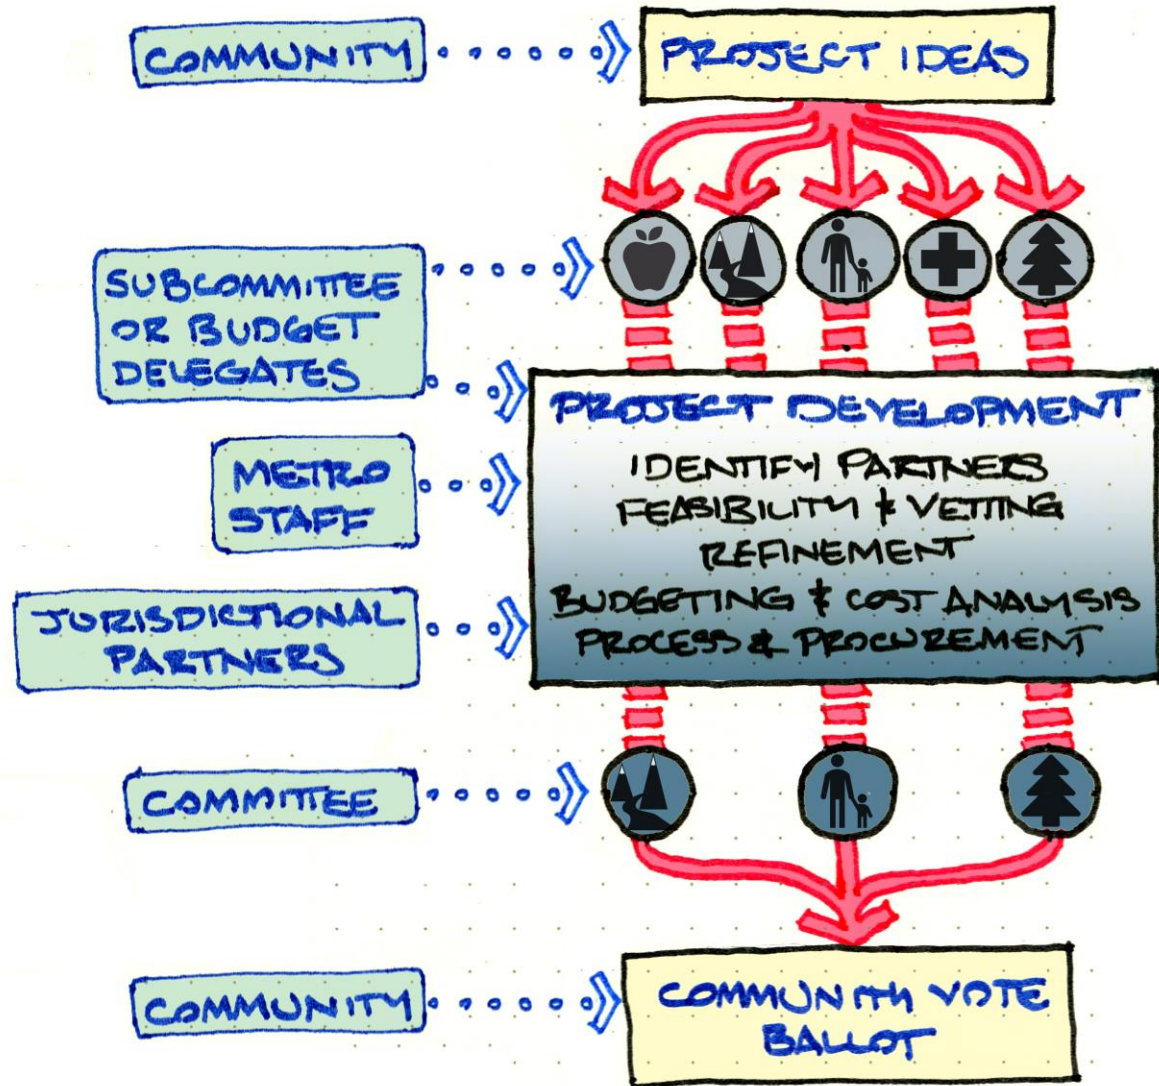 COMMUNITY
PROJECT IDEAS
SUBCOMMITTEE
OR BUDGET
DELEGATES
PROJECT DEVELOPMENT
IDENTIFY PARTNERS
FEASIBILITY & VETTING
REFINEMENT
BUDGETING & COST ANALYSIS
PROCESS & PROCUREMENT
METRO
STAFF
JURISDICTIONAL
PARTNERS
COMMITTEE
COMMUNITY
COMMUNITY VOTE
BALLOT